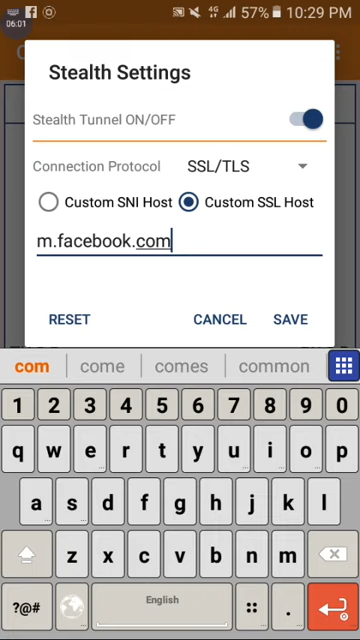 06:01
4G 57% 10:29 PM
Stealth Settings
Stealth Tunnel ON/OFF
Connection Protocol SSL/TLS
Custom SNI Host Custom SSL Host
m.facebook.com
RESET CANCEL SAVE
com come comes common
1 2 3 4 5 6 7 8 9 0
q w e r t y u i o p
a s d f g h j k l
z x c v b n m
?@# English .